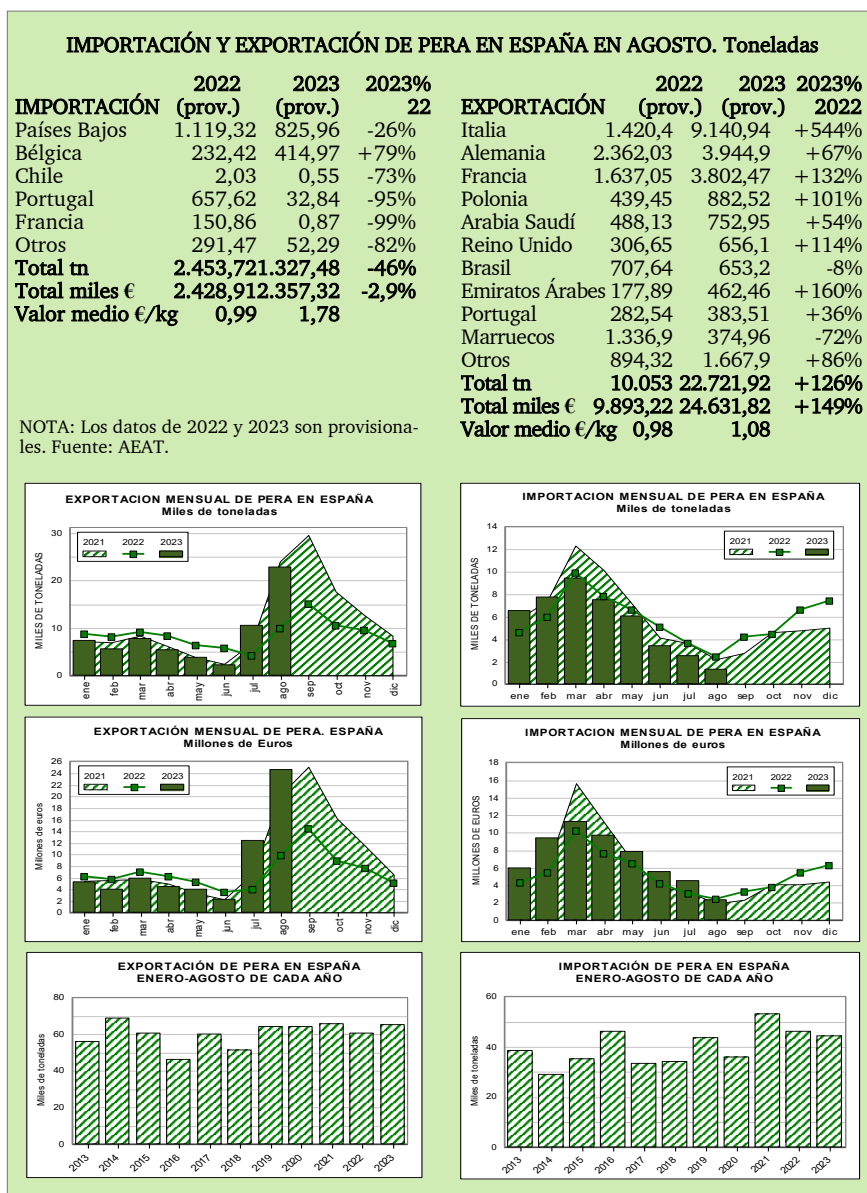 IMPORTACIÓN Y EXPORTACIÓN DE PERA EN ESPAÑA EN AGOSTO. Toneladas
2022 2023 2023%
IMPORTACIÓN (prov.) (prov.) 22
Países Bajos 1.119,32 825,96 -26%
Bélgica 232,42 414,97 +79%
Chile 2,03 0,55 -73%
Portugal 657,62 32,84 -95%
Francia 150,86 0,87 -99%
Otros 291,47 52,29 -82%
Total tn 2.453,721.327,48 -46%
Total miles € 2.428,912.357,32 -2,9%
Valor medio €/kg 0,99 1,78
NOTA: Los datos de 2022 y 2023 son provisiona-
les. Fuente: AEAT.
2022 2023 2023%
EXPORTACIÓN (prov.) (prov.) 2022
Italia 1.420,4 9.140,94 +544%
Alemania 2.362,03 3.944,9 +67%
Francia 1.637,05 3.802,47 +132%
Polonia 439,45 882,52 +101%
Arabia Saudí 488,13 752,95 +54%
Reino Unido 306,65 656,1 +114%
Brasil 707,64 653,2 -8%
Emiratos Árabes 177,89 462,46 +160%
Portugal 282,54 383,51 +36%
Marruecos 1.336,9 374,96 -72%
Otros 894,32 1.667,9 +86%
Total tn 10.053 22.721,92 +126%
Total miles € 9.893,22 24.631,82 +149%
Valor medio €/kg 0,98 1,08
EXPORTACION MENSUAL DE PERA EN ESPAÑA
Miles de toneladas
MILES DE TONELADAS
30
20
10
0
2021 2022 2023
ene feb mar abr may jun jul ago sep oct nov dic
IMPORTACION MENSUAL DE PERA EN ESPAÑA
Miles de toneladas
MILES DE TONELADAS
14
12
10
8
6
4
2
0
2021 2022 2023
ene feb mar abr may jun jul ago sep oct nov dic
EXPORTACIÓN MENSUAL DE PERA. ESPAÑA
Millones de Euros
Millones de euros
26
24
22
20
18
16
14
12
10
8
6
4
2
0
2021 2022 2023
ene feb mar abr may jun jul ago sep oct nov dic
IMPORTACION MENSUAL DE PERA EN ESPAÑA
Millones de euros
MILLONES DE EUROS
18
16
14
12
10
8
6
4
2
0
2021 2022 2023
ene feb mar abr may jun jul ago sep oct nov dic
EXPORTACIÓN DE PERA EN ESPAÑA
ENERO-AGOSTO DE CADA AÑO
Miles de toneladas
80
60
40
20
0
2013 2014 2015 2016 2017 2018 2019 2020 2021 2022 2023
IMPORTACIÓN DE PERA EN ESPAÑA
ENERO-AGOSTO DE CADA AÑO
Miles de toneladas
60
40
20
0
2013 2014 2015 2016 2017 2018 2019 2020 2021 2022 2023